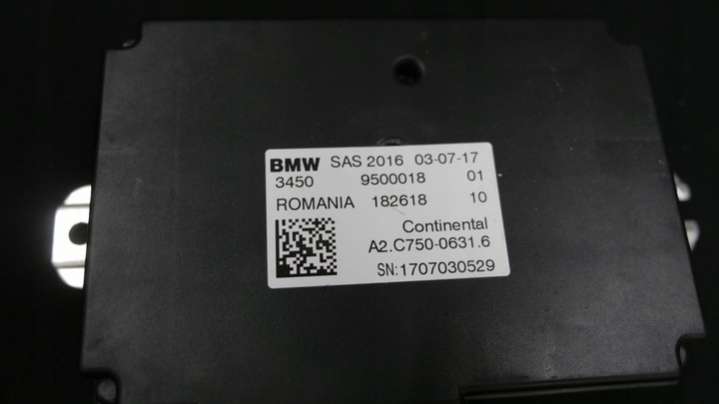 BMW SAS 2016 03-07-17
3450 9500018 01
ROMANIA 182618 10
Continental
A2.C750-0631.6
SN:1707030529